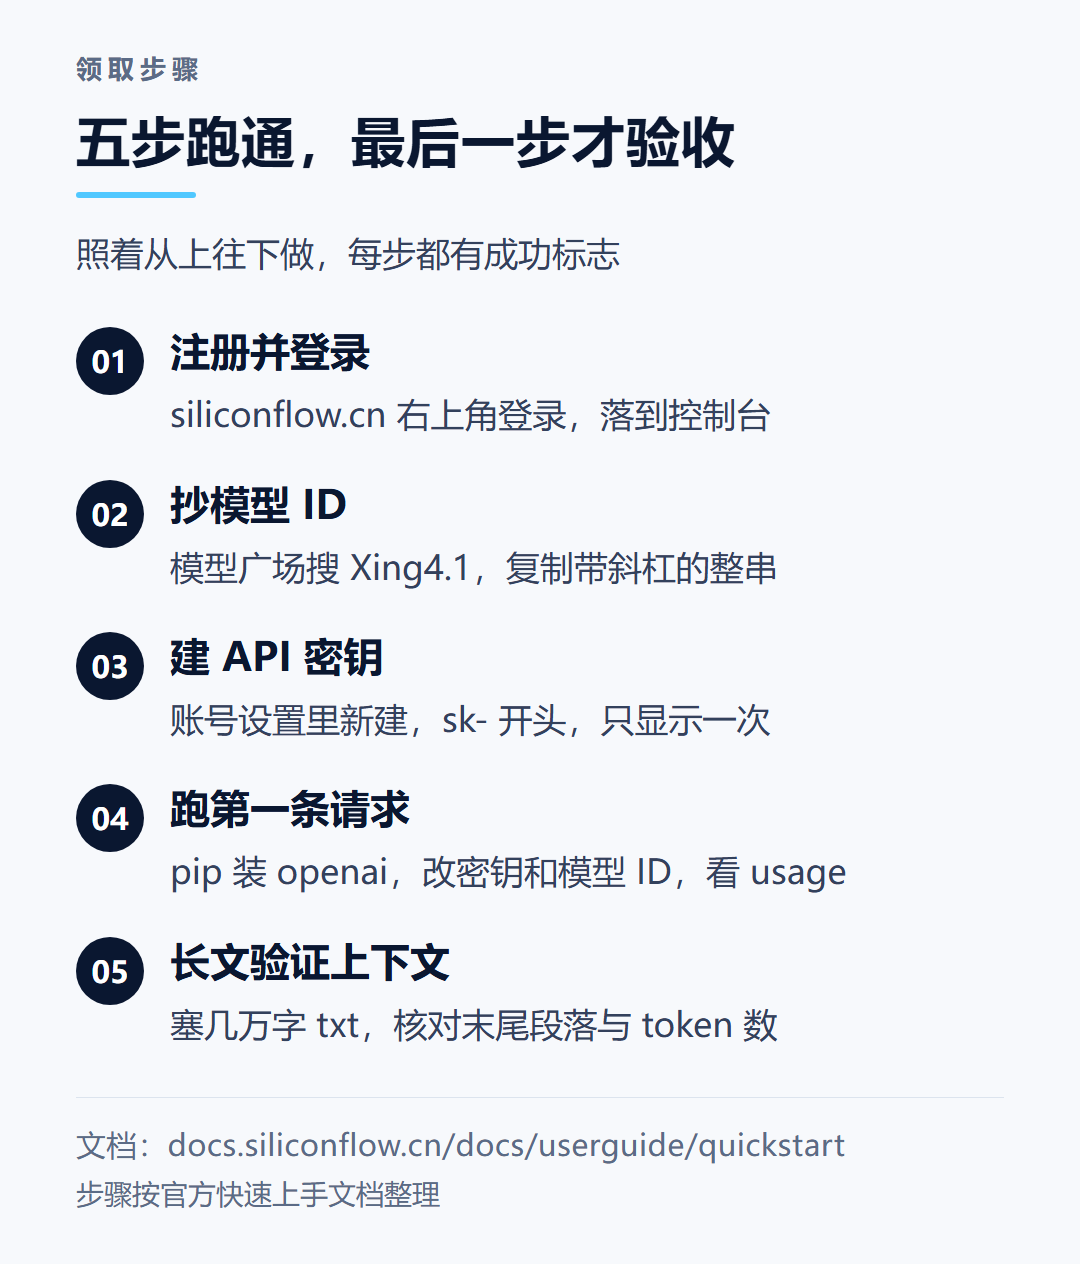 领取步骤
五步跑通，最后一步才验收
照着从上往下做，每步都有成功标志
01 注册并登录
siliconflow.cn 右上角登录，落到控制台
02 抄模型 ID
模型广场搜 Xing4.1，复制带斜杠的整串
03 建 API 密钥
账号设置里新建，sk- 开头，只显示一次
04 跑第一条请求
pip 装 openai，改密钥和模型 ID，看 usage
05 长文验证上下文
塞几万字 txt，核对末尾段落与 token 数
文档：docs.siliconflow.cn/docs/userguide/quickstart
步骤按官方快速上手文档整理